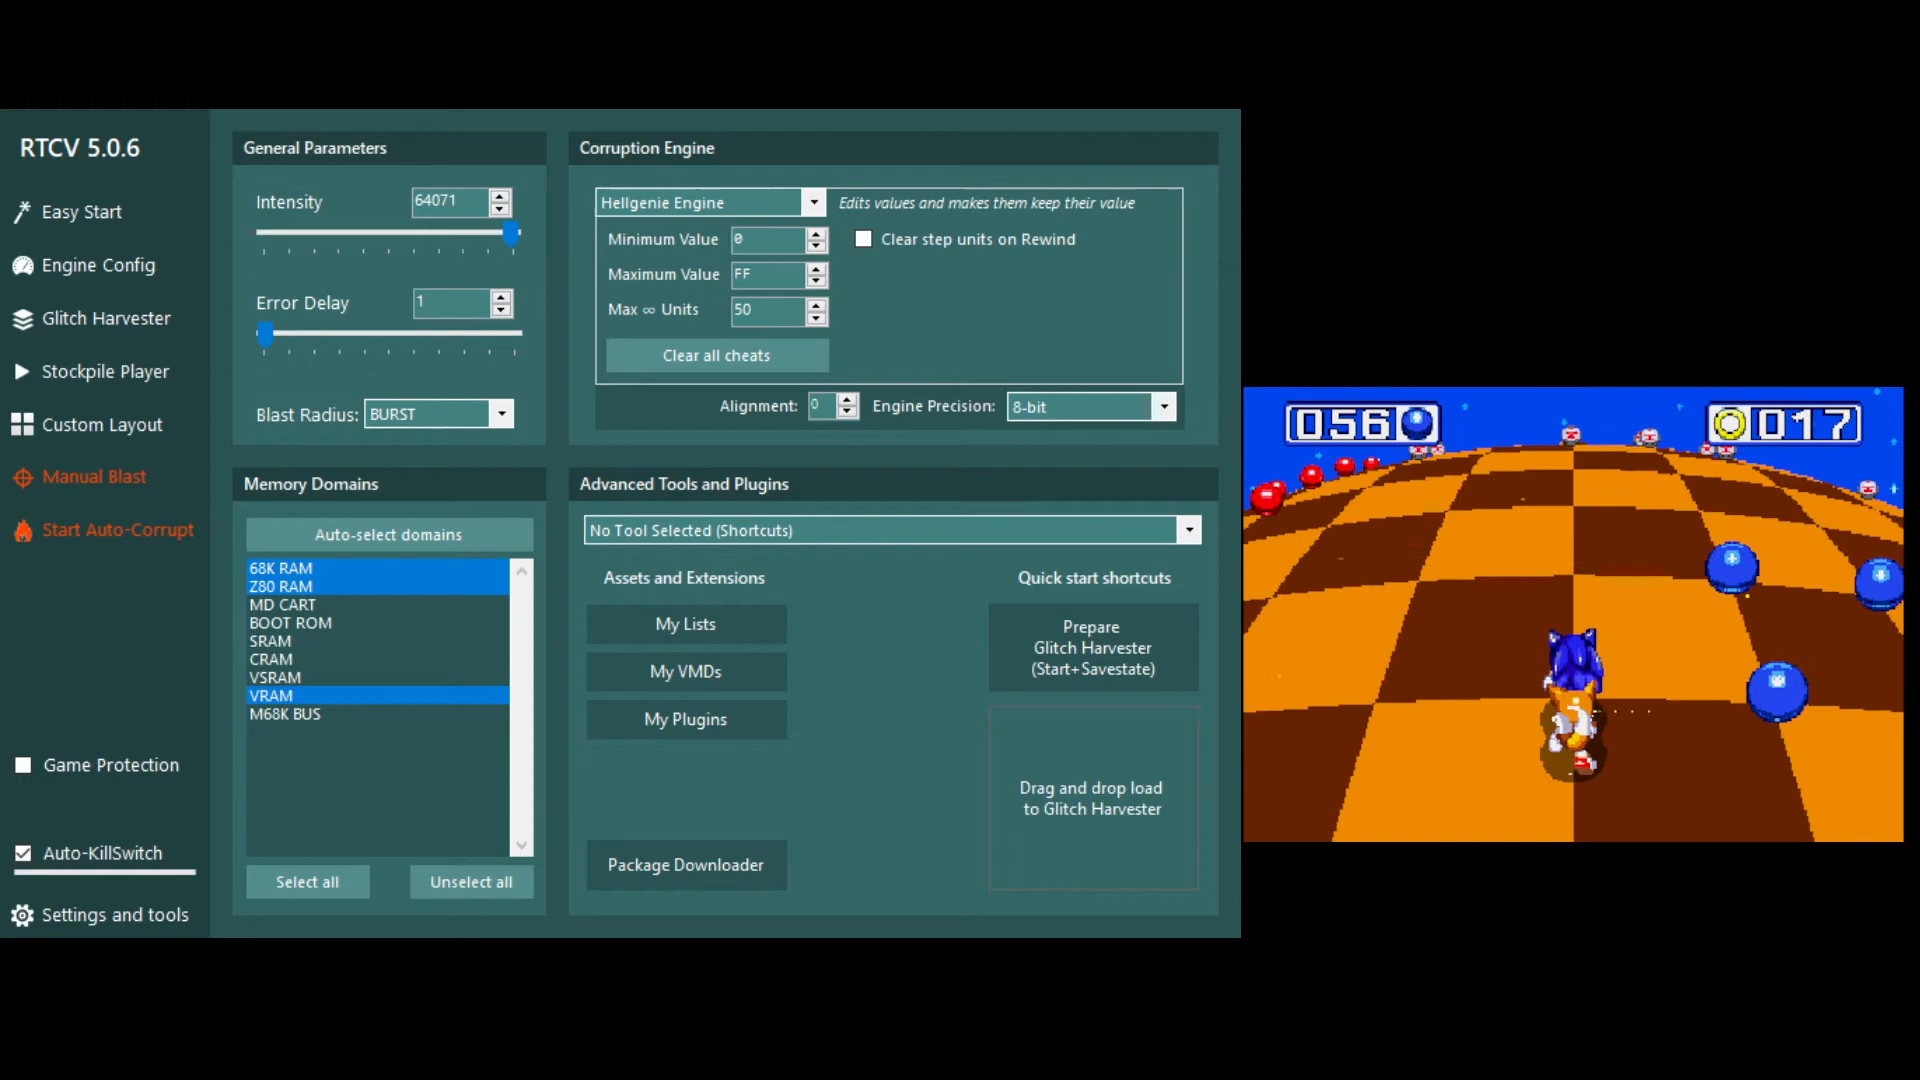 RTCV 5.0.6
Easy Start
Engine Config
Glitch Harvester
Stockpile Player
Custom Layout
Manual Blast
Start Auto-Corrupt
Game Protection
Auto-KillSwitch
Settings and tools
General Parameters
Intensity 64071
Error Delay 1
Blast Radius: BURST
Memory Domains
Auto-select domains
68K RAM
Z80 RAM
MD CART
BOOT ROM
SRAM
CRAM
VSRAM
VRAM
M68K BUS
Select all Unselect all
Corruption Engine
Hellgenie Engine Edits values and makes them keep their value
Minimum Value 0 Clear step units on Rewind
Maximum Value FF
Max ∞ Units 50
Clear all cheats
Alignment: 0 Engine Precision: 8-bit
Advanced Tools and Plugins
No Tool Selected (Shortcuts)
Assets and Extensions
My Lists
My VMDs
My Plugins
Package Downloader
Quick start shortcuts
Prepare
Glitch Harvester
(Start+Savestate)
Drag and drop load
to Glitch Harvester
056 017